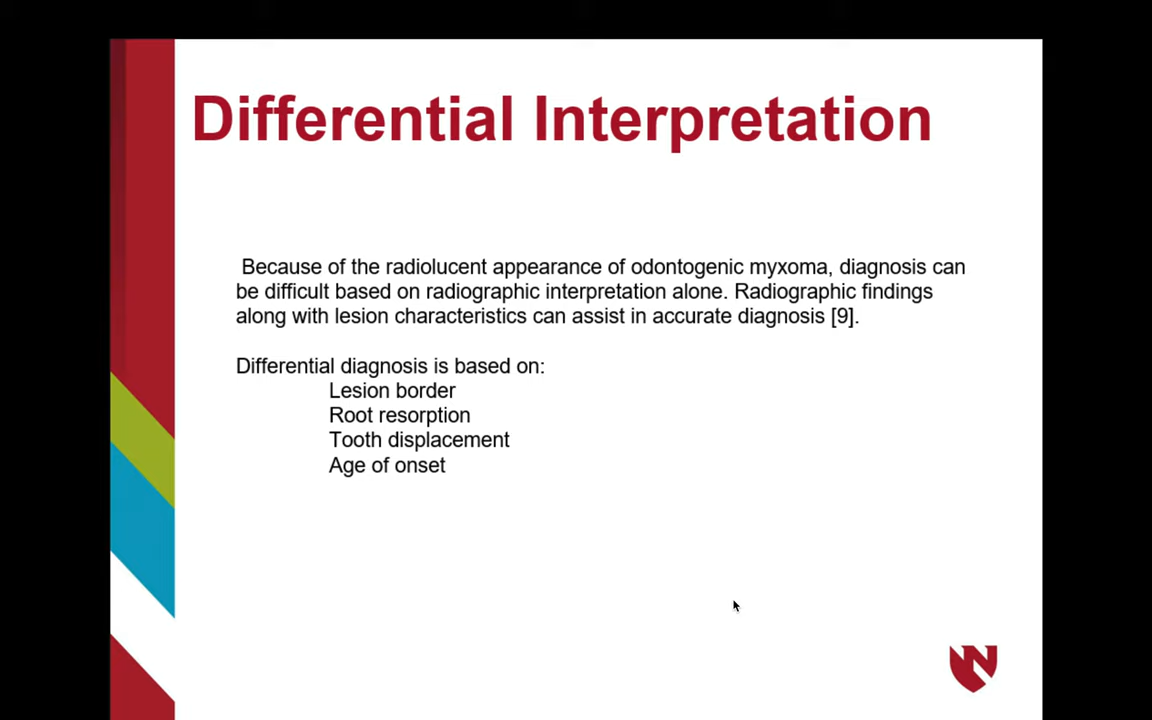 Differential Interpretation
Because of the radiolucent appearance of odontogenic myxoma, diagnosis can
be difficult based on radiographic interpretation alone. Radiographic findings
along with lesion characteristics can assist in accurate diagnosis [9].
Differential diagnosis is based on:
Lesion border
Root resorption
Tooth displacement
Age of onset